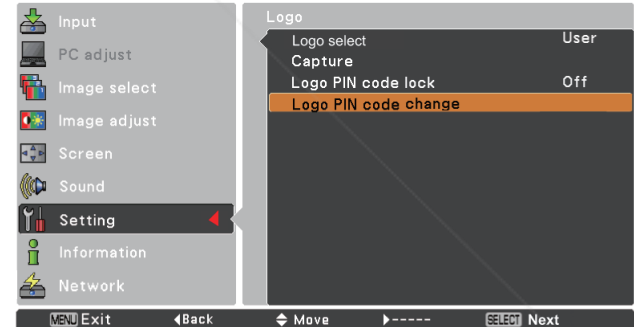 Input
PC adjust
Image select
Image adjust
Screen
Sound
Setting
Information
Network
Logo
Logo select User
Capture
Logo PIN code lock Off
Logo PIN code change
MENU Exit ◀Back Move ▶----- SELECT Next